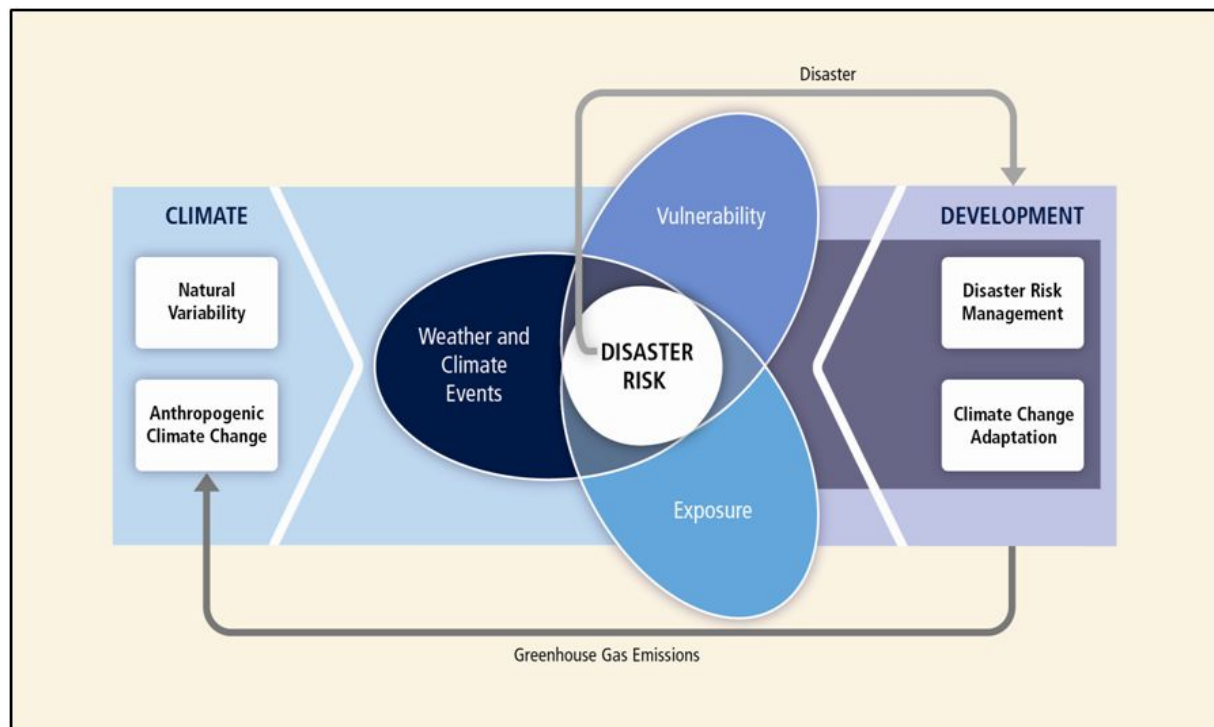 Disaster
CLIMATE
Natural
Variability
Anthropogenic
Climate Change
Weather and
Climate
Events
Vulnerability
DISASTER
RISK
Exposure
DEVELOPMENT
Disaster Risk
Management
Climate Change
Adaptation
Greenhouse Gas Emissions